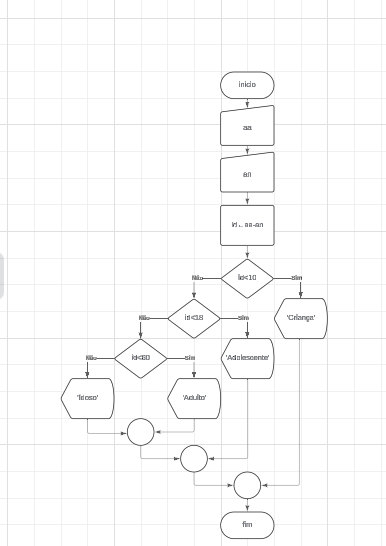 inicio
aa
an
id ← aa-an
id<10
Não
Sim
id<18
'Criança'
Não
Sim
id<60
'Adolescente'
Não
Sim
'Idoso'
'Adulto'
fim